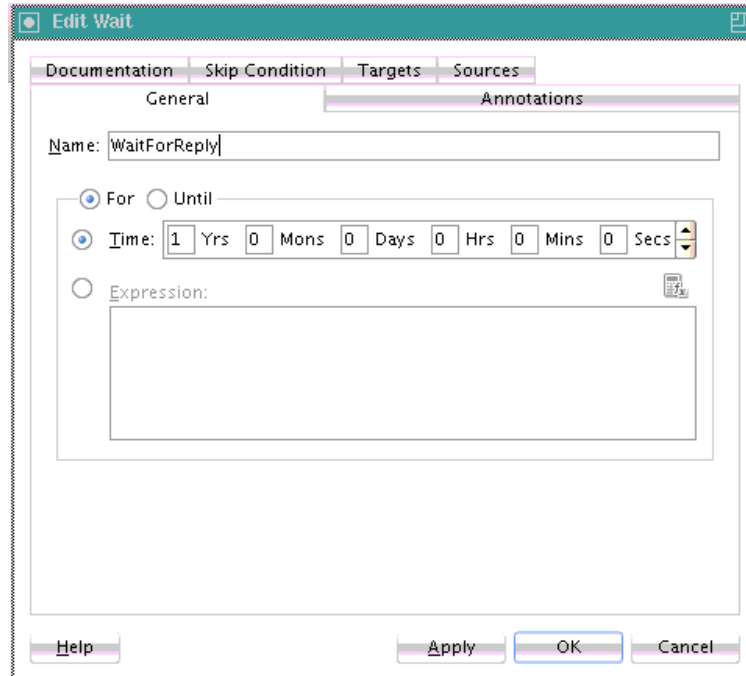 Edit Wait
Documentation Skip Condition Targets Sources
General Annotations
Name: WaitForReply
For Until
Time: 1 Yrs 0 Mons 0 Days 0 Hrs 0 Mins 0 Secs
Expression:
Help Apply OK Cancel